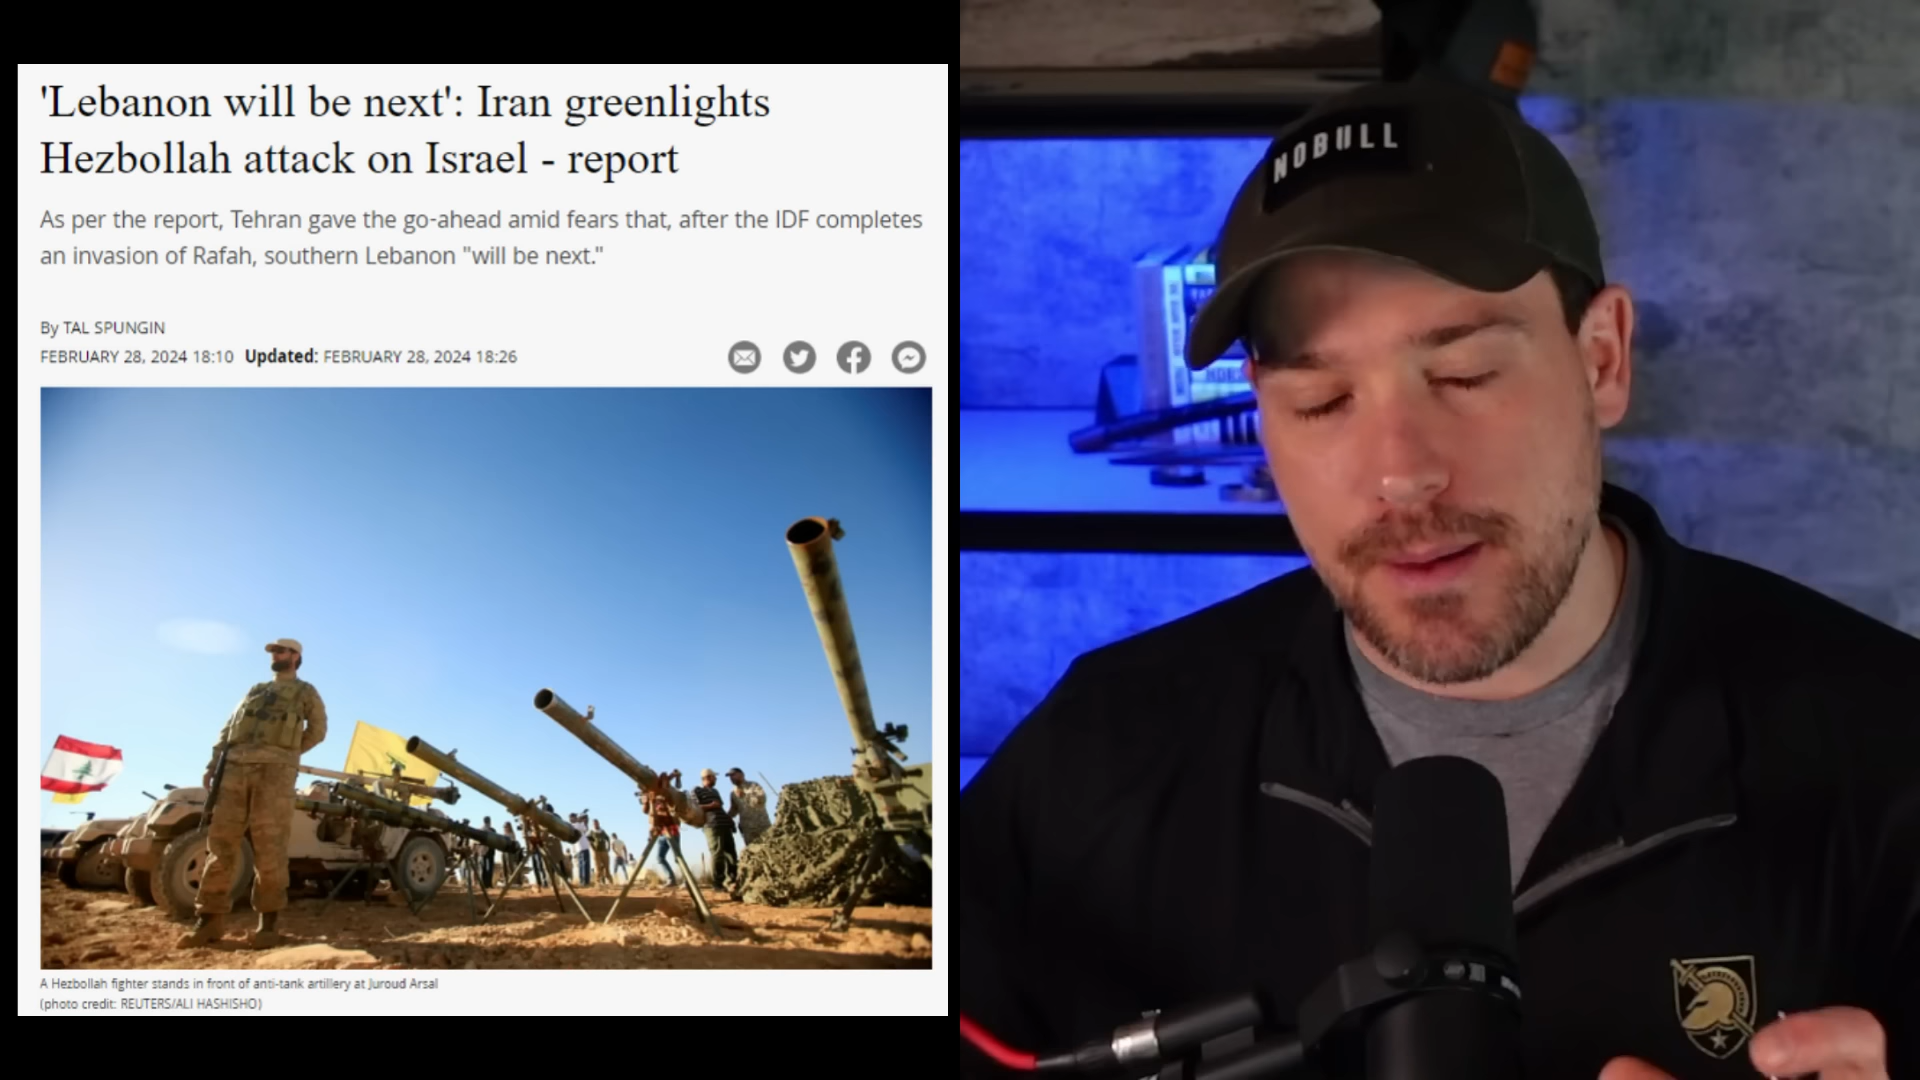 'Lebanon will be next': Iran greenlights
Hezbollah attack on Israel - report
As per the report, Tehran gave the go-ahead amid fears that, after the IDF completes
an invasion of Rafah, southern Lebanon "will be next."
By TAL SPUNGIN
FEBRUARY 28, 2024 18:10 Updated: FEBRUARY 28, 2024 18:26
A Hezbollah fighter stands in front of anti-tank artillery at Juroud Arsal
(photo credit: REUTERS/ALI HASHISHO)
NOBULL